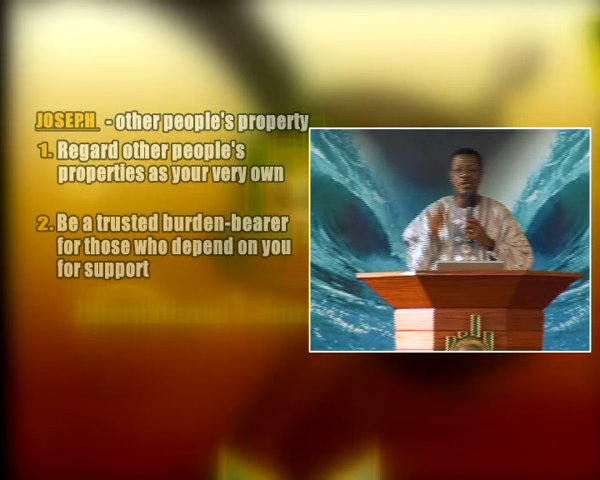 JOSEPH - other people's property
1. Regard other people's
properties as your very own
2. Be a trusted burden-bearer
for those who depend on you
for support